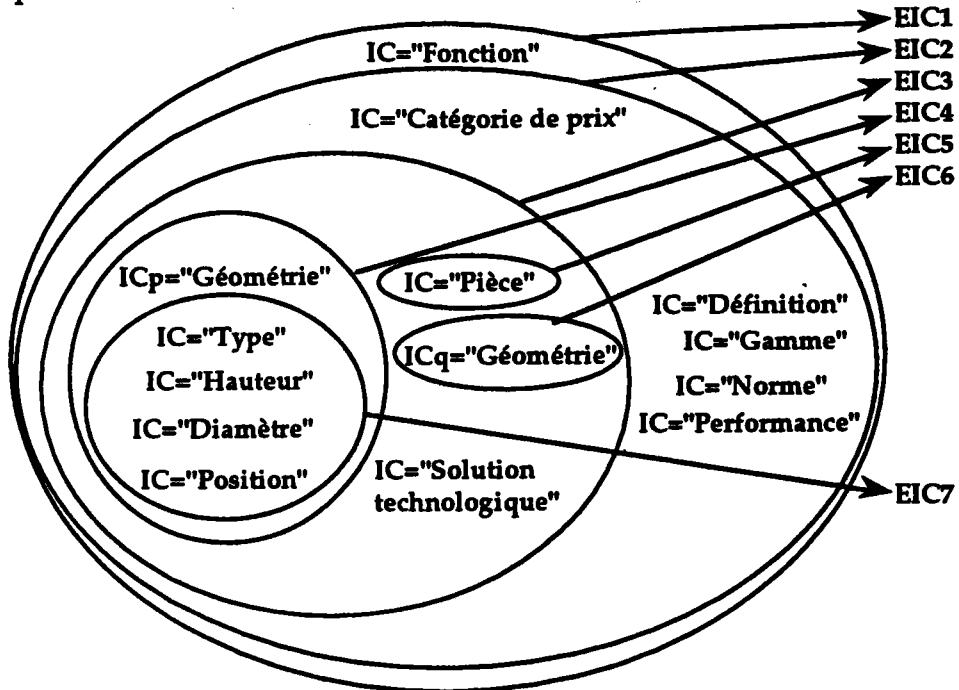 EIC1
IC="Fonction"
EIC2
EIC3
IC="Catégorie de prix"
EIC4
EIC5
EIC6
ICp="Géométrie"
IC="Pièce"
IC="Définition"
IC="Type"
IC="Gamme"
ICq="Géométrie"
IC="Hauteur"
IC="Norme"
IC="Diamètre"
IC="Performance"
IC="Position"
IC="Solution
technologique"
EIC7